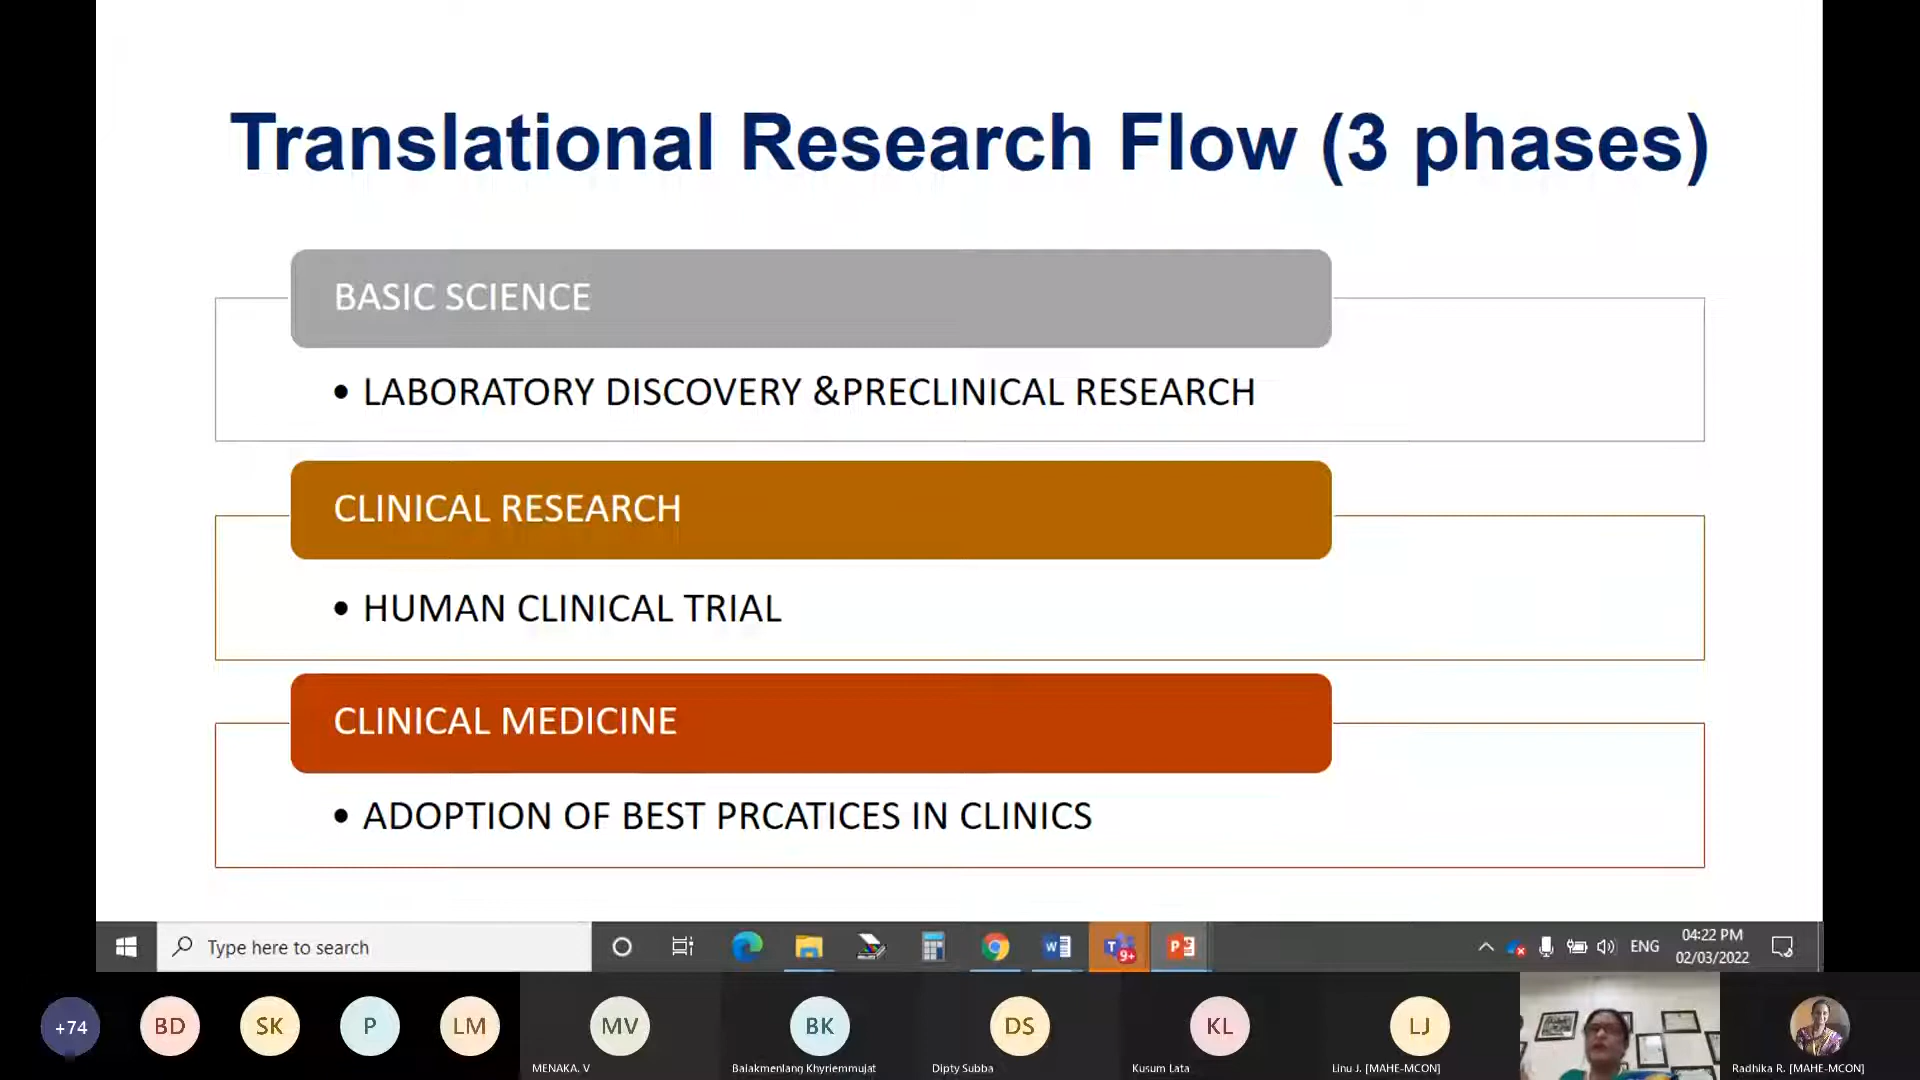 Translational Research Flow (3 phases)
BASIC SCIENCE
• LABORATORY DISCOVERY &PRECLINICAL RESEARCH
CLINICAL RESEARCH
• HUMAN CLINICAL TRIAL
CLINICAL MEDICINE
• ADOPTION OF BEST PRCATICES IN CLINICS
Type here to search
9+
ENG
04:22 PM
02/03/2022
+74
BD
SK
P
LM
MV
BK
DS
KL
LJ
MENAKA. V
Balakmenlang Khyriemmujat
Dipty Subba
Kusum Lata
Linu J. [MAHE-MCON]
Radhika R. [MAHE-MCON]